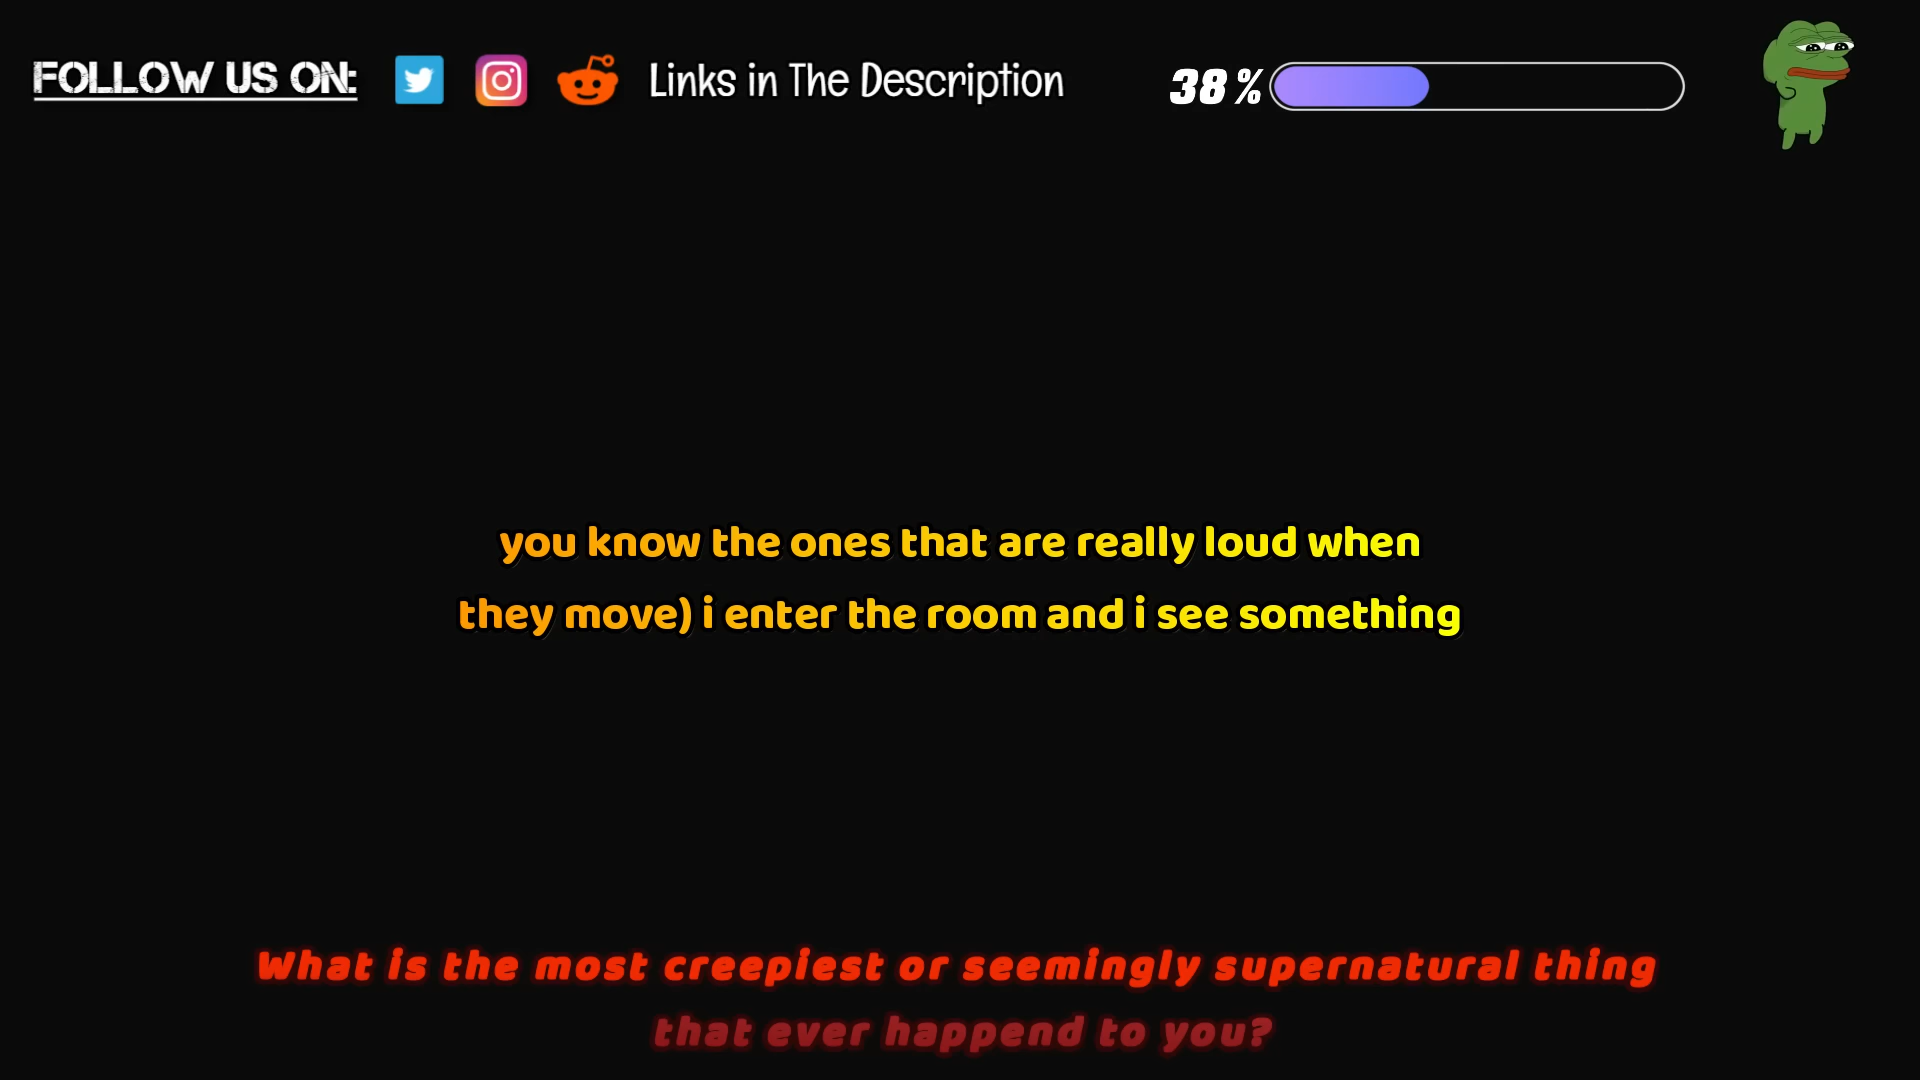 FOLLOW US ON: Links in The Description 38 %
you know the ones that are really loud when
they move) i enter the room and i see something
What is the most creepiest or seemingly supernatural thing
that ever happend to you?